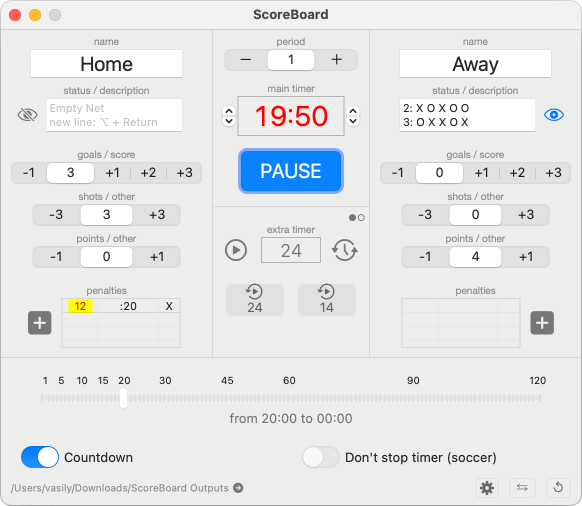 ScoreBoard
name
Home
status / description
Empty Net
new line: ⌥ + Return
goals / score
-1 3 +1 +2 +3
shots / other
-3 3 +3
points / other
-1 0 +1
penalties
+ 12 :20 X
period
− 1 +
main timer
19:50
PAUSE
extra timer
24
24 14
name
Away
status / description
2: X O X O O
3: O X X O X
goals / score
-1 0 +1 +2 +3
shots / other
-3 0 +3
points / other
-1 4 +1
penalties
+
1 5 10 15 20 30 45 60 90 120
from 20:00 to 00:00
Countdown Don't stop timer (soccer)
/Users/vasily/Downloads/ScoreBoard Outputs